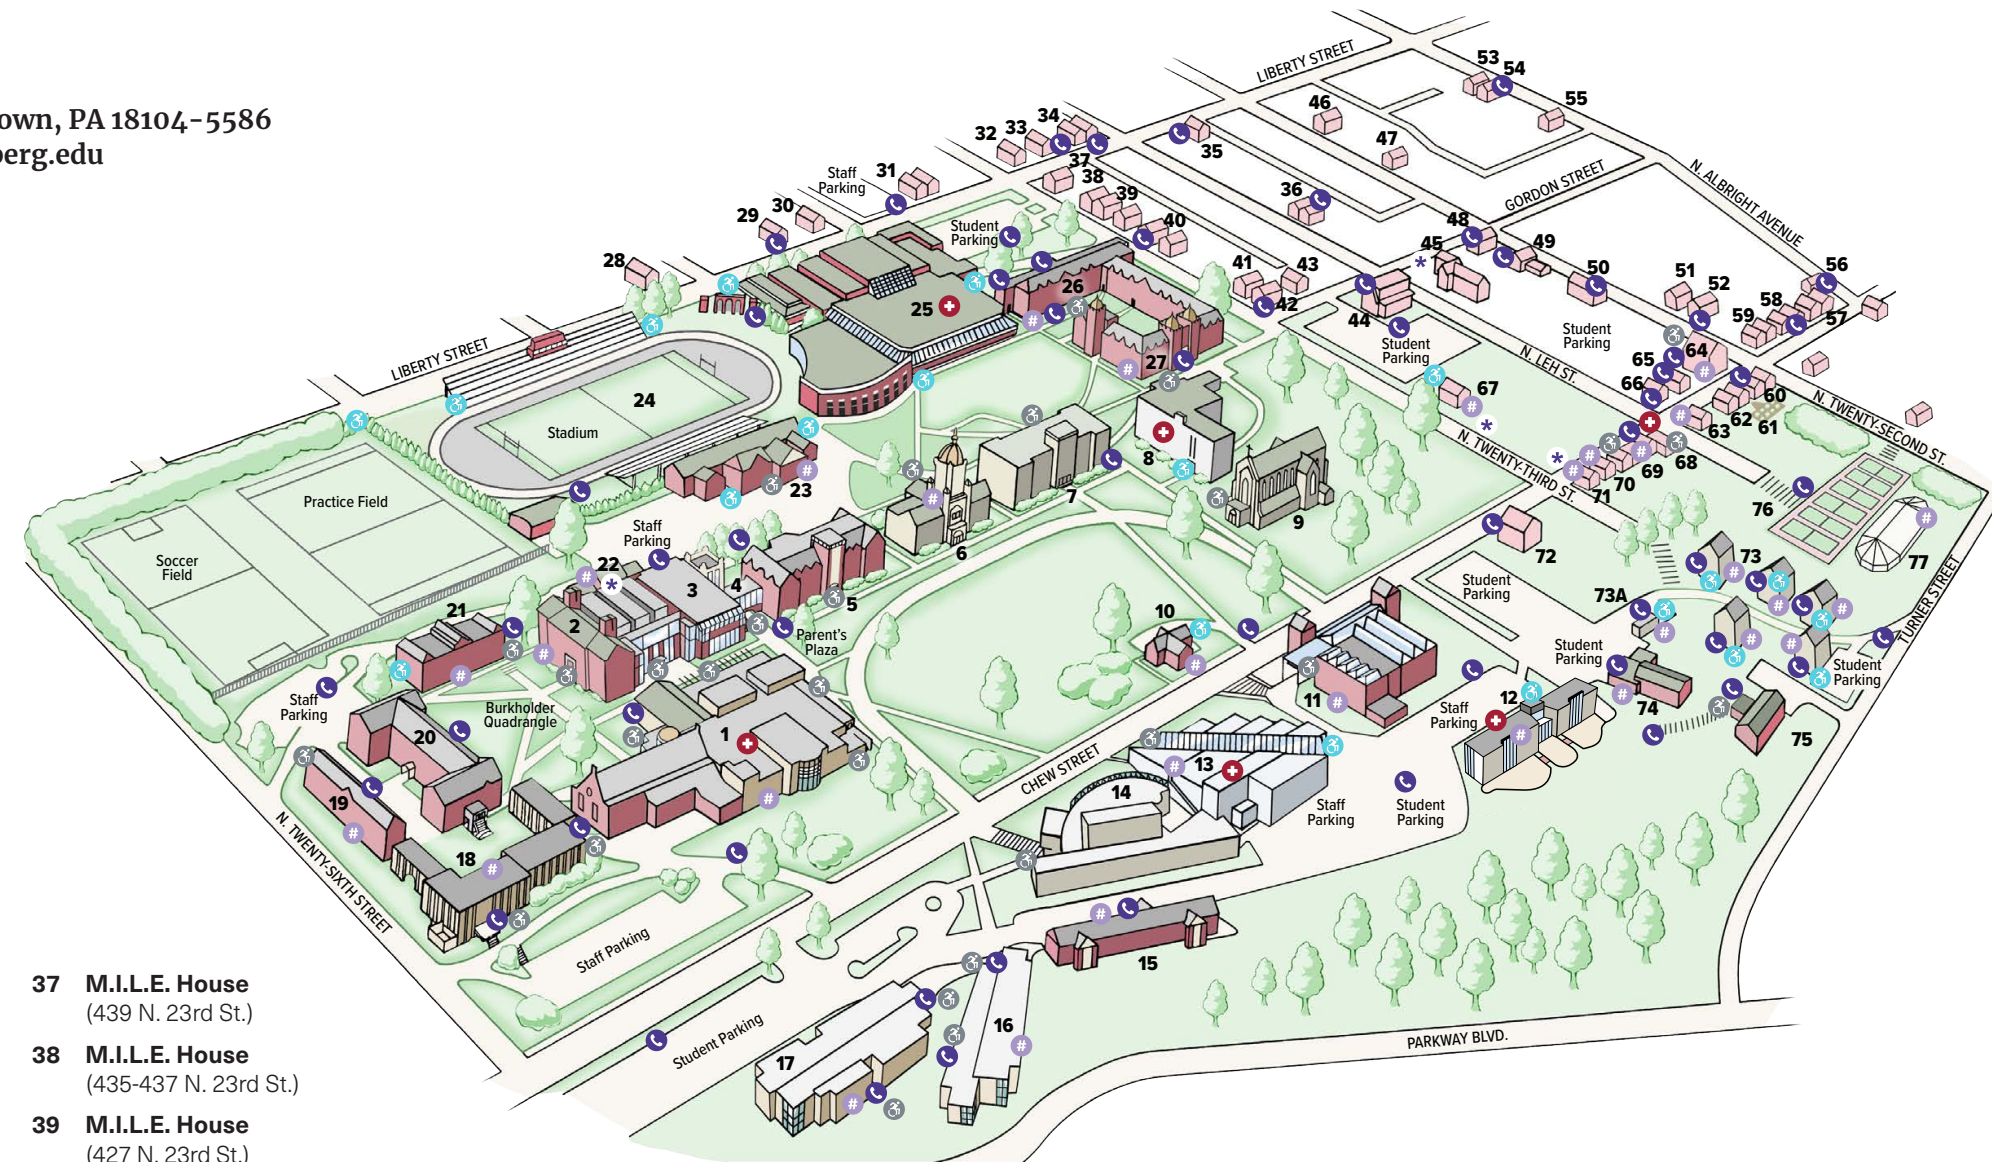 own, PA 18104-5586
berg.edu
LIBERTY STREET
53
54
55
46
47
34
33
32
35
37
38
39
40
36
31
Staff
Parking
30
29
28
Student
Parking
GORDON STREET
N. ALBRIGHT AVENUE
48
49
45
*
50
51
52
56
57
58
59
41
43
42
44
Student
Parking
Student
Parking
N. LEH ST.
64
65
66
67
*
60
61
62
63
N. TWENTY-SECOND ST.
25
26
27
LIBERTY STREET
24
Stadium
23
8
7
9
6
N. TWENTY-THIRD ST.
*
68
69
70
71
76
77
72
Practice Field
Soccer
Field
Staff
Parking
22
*
3
4
5
2
21
Parent's
Plaza
10
Student
Parking
73
73A
TURNER STREET
Student
Parking
Student
Parking
74
75
Staff
Parking
Burkholder
Quadrangle
20
1
11
12
Staff
Parking
CHEW STREET
13
14
Staff
Parking
Student
Parking
19
18
N. TWENTY-SIXTH STREET
Staff Parking
15
16
17
Student Parking
PARKWAY BLVD.
37 M.I.L.E. House
(439 N. 23rd St.)
38 M.I.L.E. House
(435-437 N. 23rd St.)
39 M.I.L.E. House
(427 N. 23rd St.)